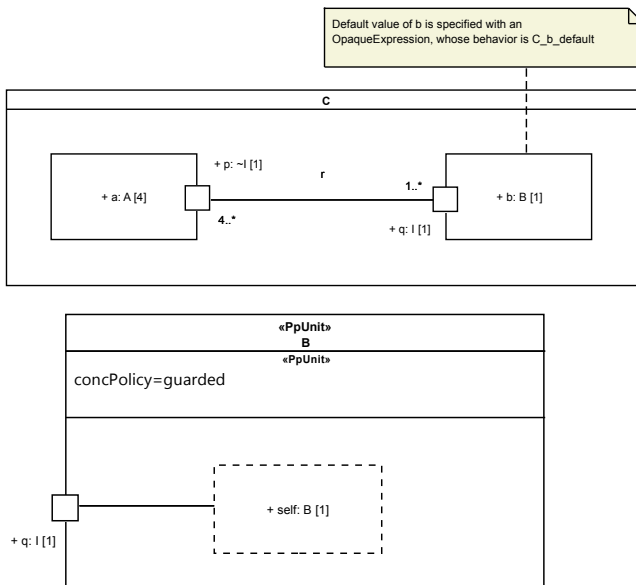 Default value of b is specified with an
OpaqueExpression, whose behavior is C_b_default
C
+ p: ~I [1]
r
1..*
+ a: A [4]
+ b: B [1]
4..*
+ q: I [1]
«PpUnit»
B
«PpUnit»
concPolicy=guarded
+ self: B [1]
+ q: I [1]